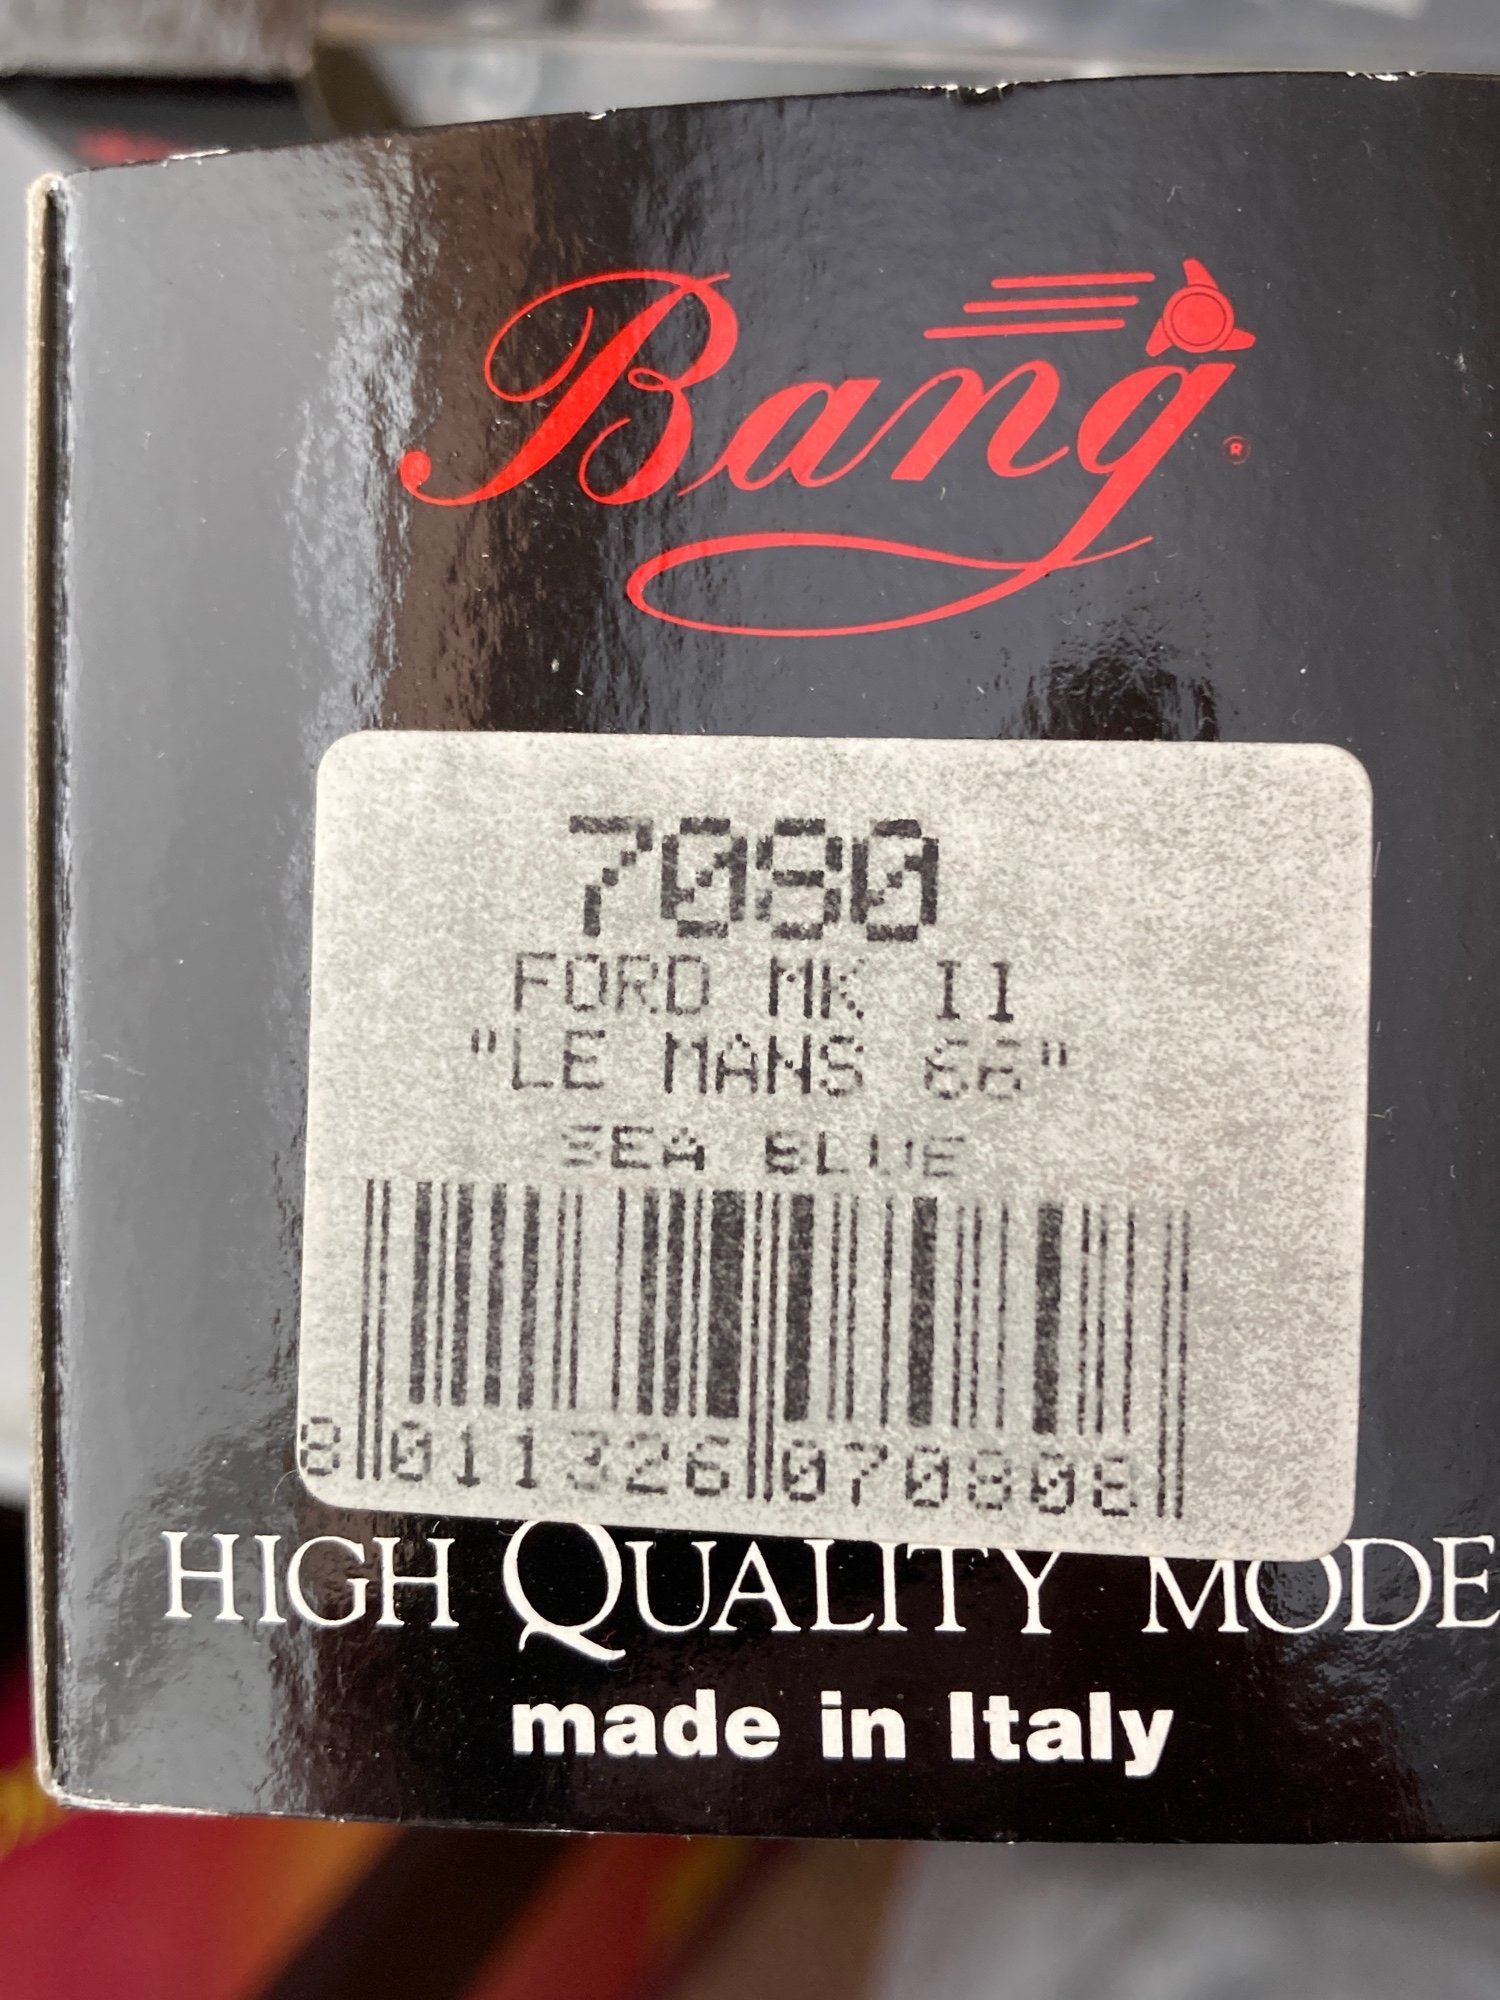 Bang®
7080
FORD MK II
"LE MANS 66"
SEA BLUE
8 011326 070808
HIGH QUALITY MODE
made in Italy